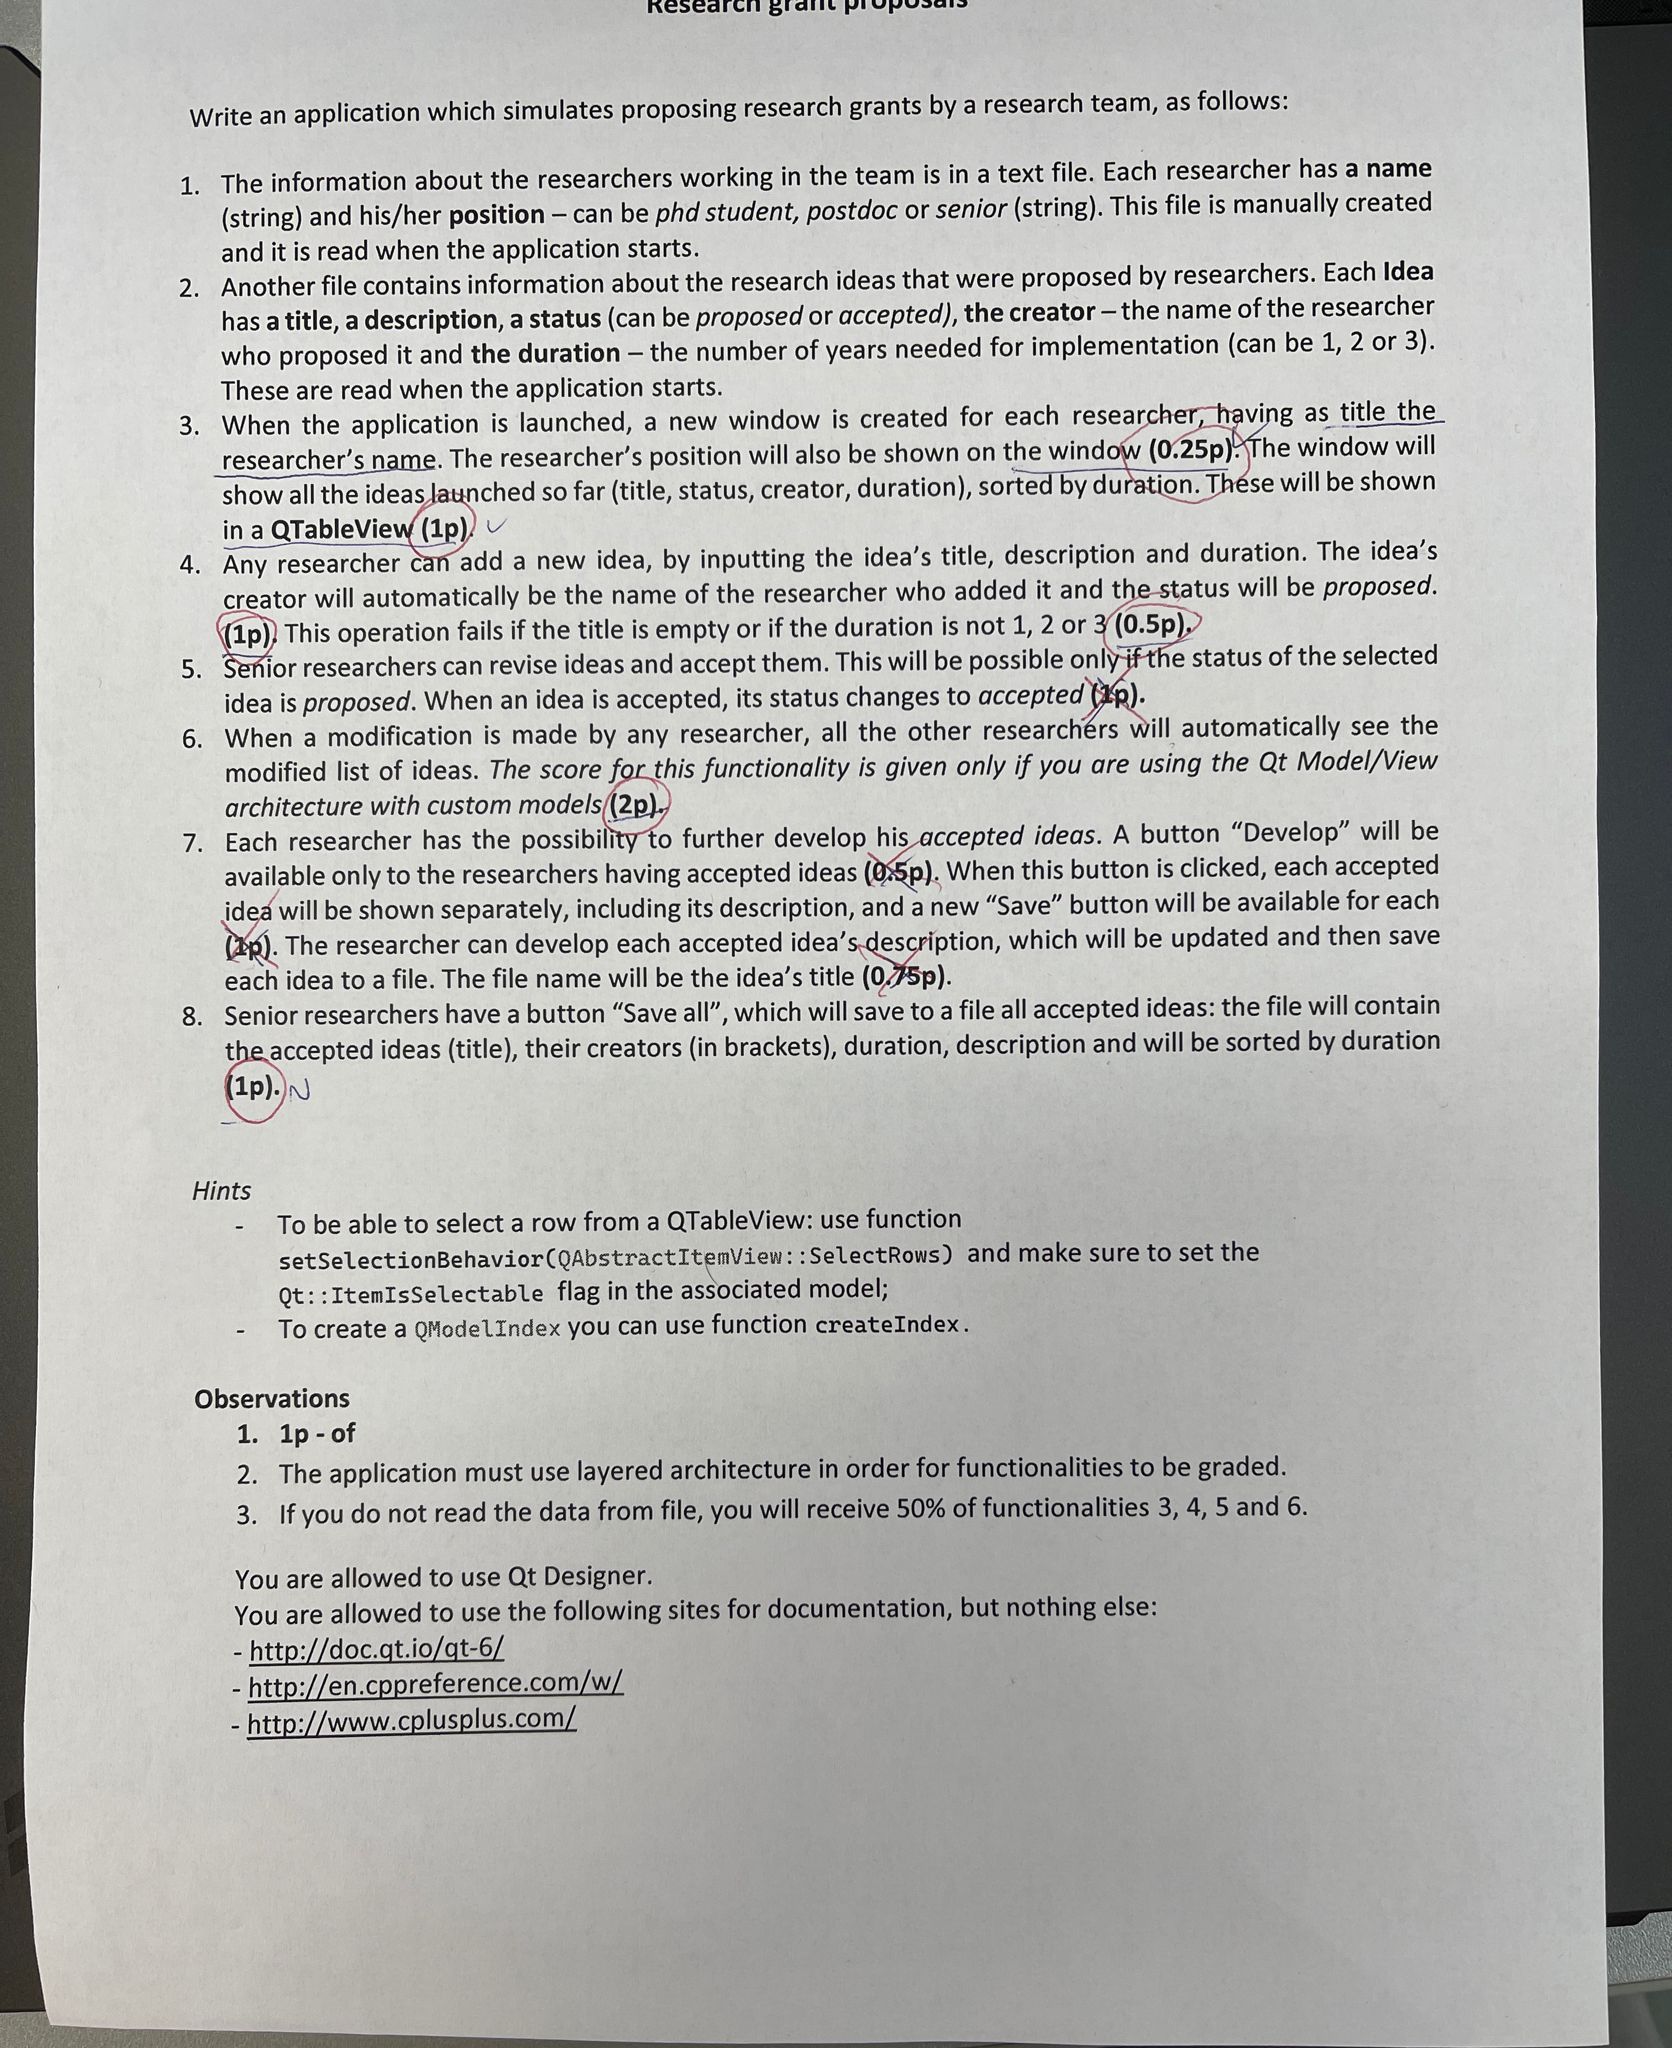 Research grant proposals
Write an application which simulates proposing research grants by a research team, as follows:
1. The information about the researchers working in the team is in a text file. Each researcher has a name
(string) and his/her position – can be phd student, postdoc or senior (string). This file is manually created
and it is read when the application starts.
2. Another file contains information about the research ideas that were proposed by researchers. Each Idea
has a title, a description, a status (can be proposed or accepted), the creator – the name of the researcher
who proposed it and the duration – the number of years needed for implementation (can be 1, 2 or 3).
These are read when the application starts.
3. When the application is launched, a new window is created for each researcher, having as title the
researcher's name. The researcher's position will also be shown on the window (0.25p). The window will
show all the ideas launched so far (title, status, creator, duration), sorted by duration. These will be shown
in a QTableView (1p).
4. Any researcher can add a new idea, by inputting the idea's title, description and duration. The idea's
creator will automatically be the name of the researcher who added it and the status will be proposed.
(1p). This operation fails if the title is empty or if the duration is not 1, 2 or 3 (0.5p).
5. Senior researchers can revise ideas and accept them. This will be possible only if the status of the selected
idea is proposed. When an idea is accepted, its status changes to accepted (1p).
6. When a modification is made by any researcher, all the other researchers will automatically see the
modified list of ideas. The score for this functionality is given only if you are using the Qt Model/View
architecture with custom models (2p).
7. Each researcher has the possibility to further develop his accepted ideas. A button “Develop” will be
available only to the researchers having accepted ideas (0.5p). When this button is clicked, each accepted
idea will be shown separately, including its description, and a new “Save” button will be available for each
(1p). The researcher can develop each accepted idea's description, which will be updated and then save
each idea to a file. The file name will be the idea's title (0.75p).
8. Senior researchers have a button “Save all”, which will save to a file all accepted ideas: the file will contain
the accepted ideas (title), their creators (in brackets), duration, description and will be sorted by duration
(1p). N
Hints
- To be able to select a row from a QTableView: use function
setSelectionBehavior(QAbstractItemView::SelectRows) and make sure to set the
Qt::ItemIsSelectable flag in the associated model;
- To create a QModelIndex you can use function createIndex.
Observations
1. 1p - of
2. The application must use layered architecture in order for functionalities to be graded.
3. If you do not read the data from file, you will receive 50% of functionalities 3, 4, 5 and 6.
You are allowed to use Qt Designer.
You are allowed to use the following sites for documentation, but nothing else:
- http://doc.qt.io/qt-6/
- http://en.cppreference.com/w/
- http://www.cplusplus.com/